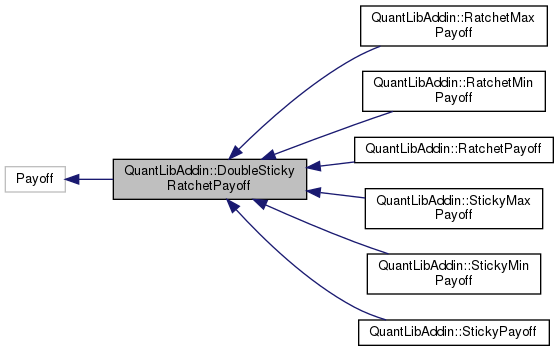 Payoff
QuantLibAddin::DoubleSticky
RatchetPayoff
QuantLibAddin::RatchetMax
Payoff
QuantLibAddin::RatchetMin
Payoff
QuantLibAddin::RatchetPayoff
QuantLibAddin::StickyMax
Payoff
QuantLibAddin::StickyMin
Payoff
QuantLibAddin::StickyPayoff